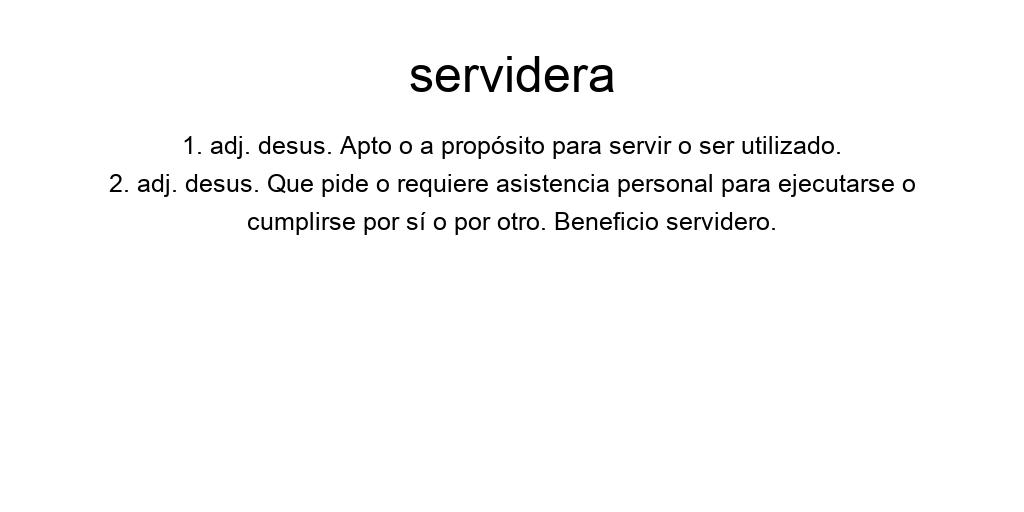 servidera
1. adj. desus. Apto o a propósito para servir o ser utilizado.
2. adj. desus. Que pide o requiere asistencia personal para ejecutarse o
cumplirse por sí o por otro. Beneficio servidero.